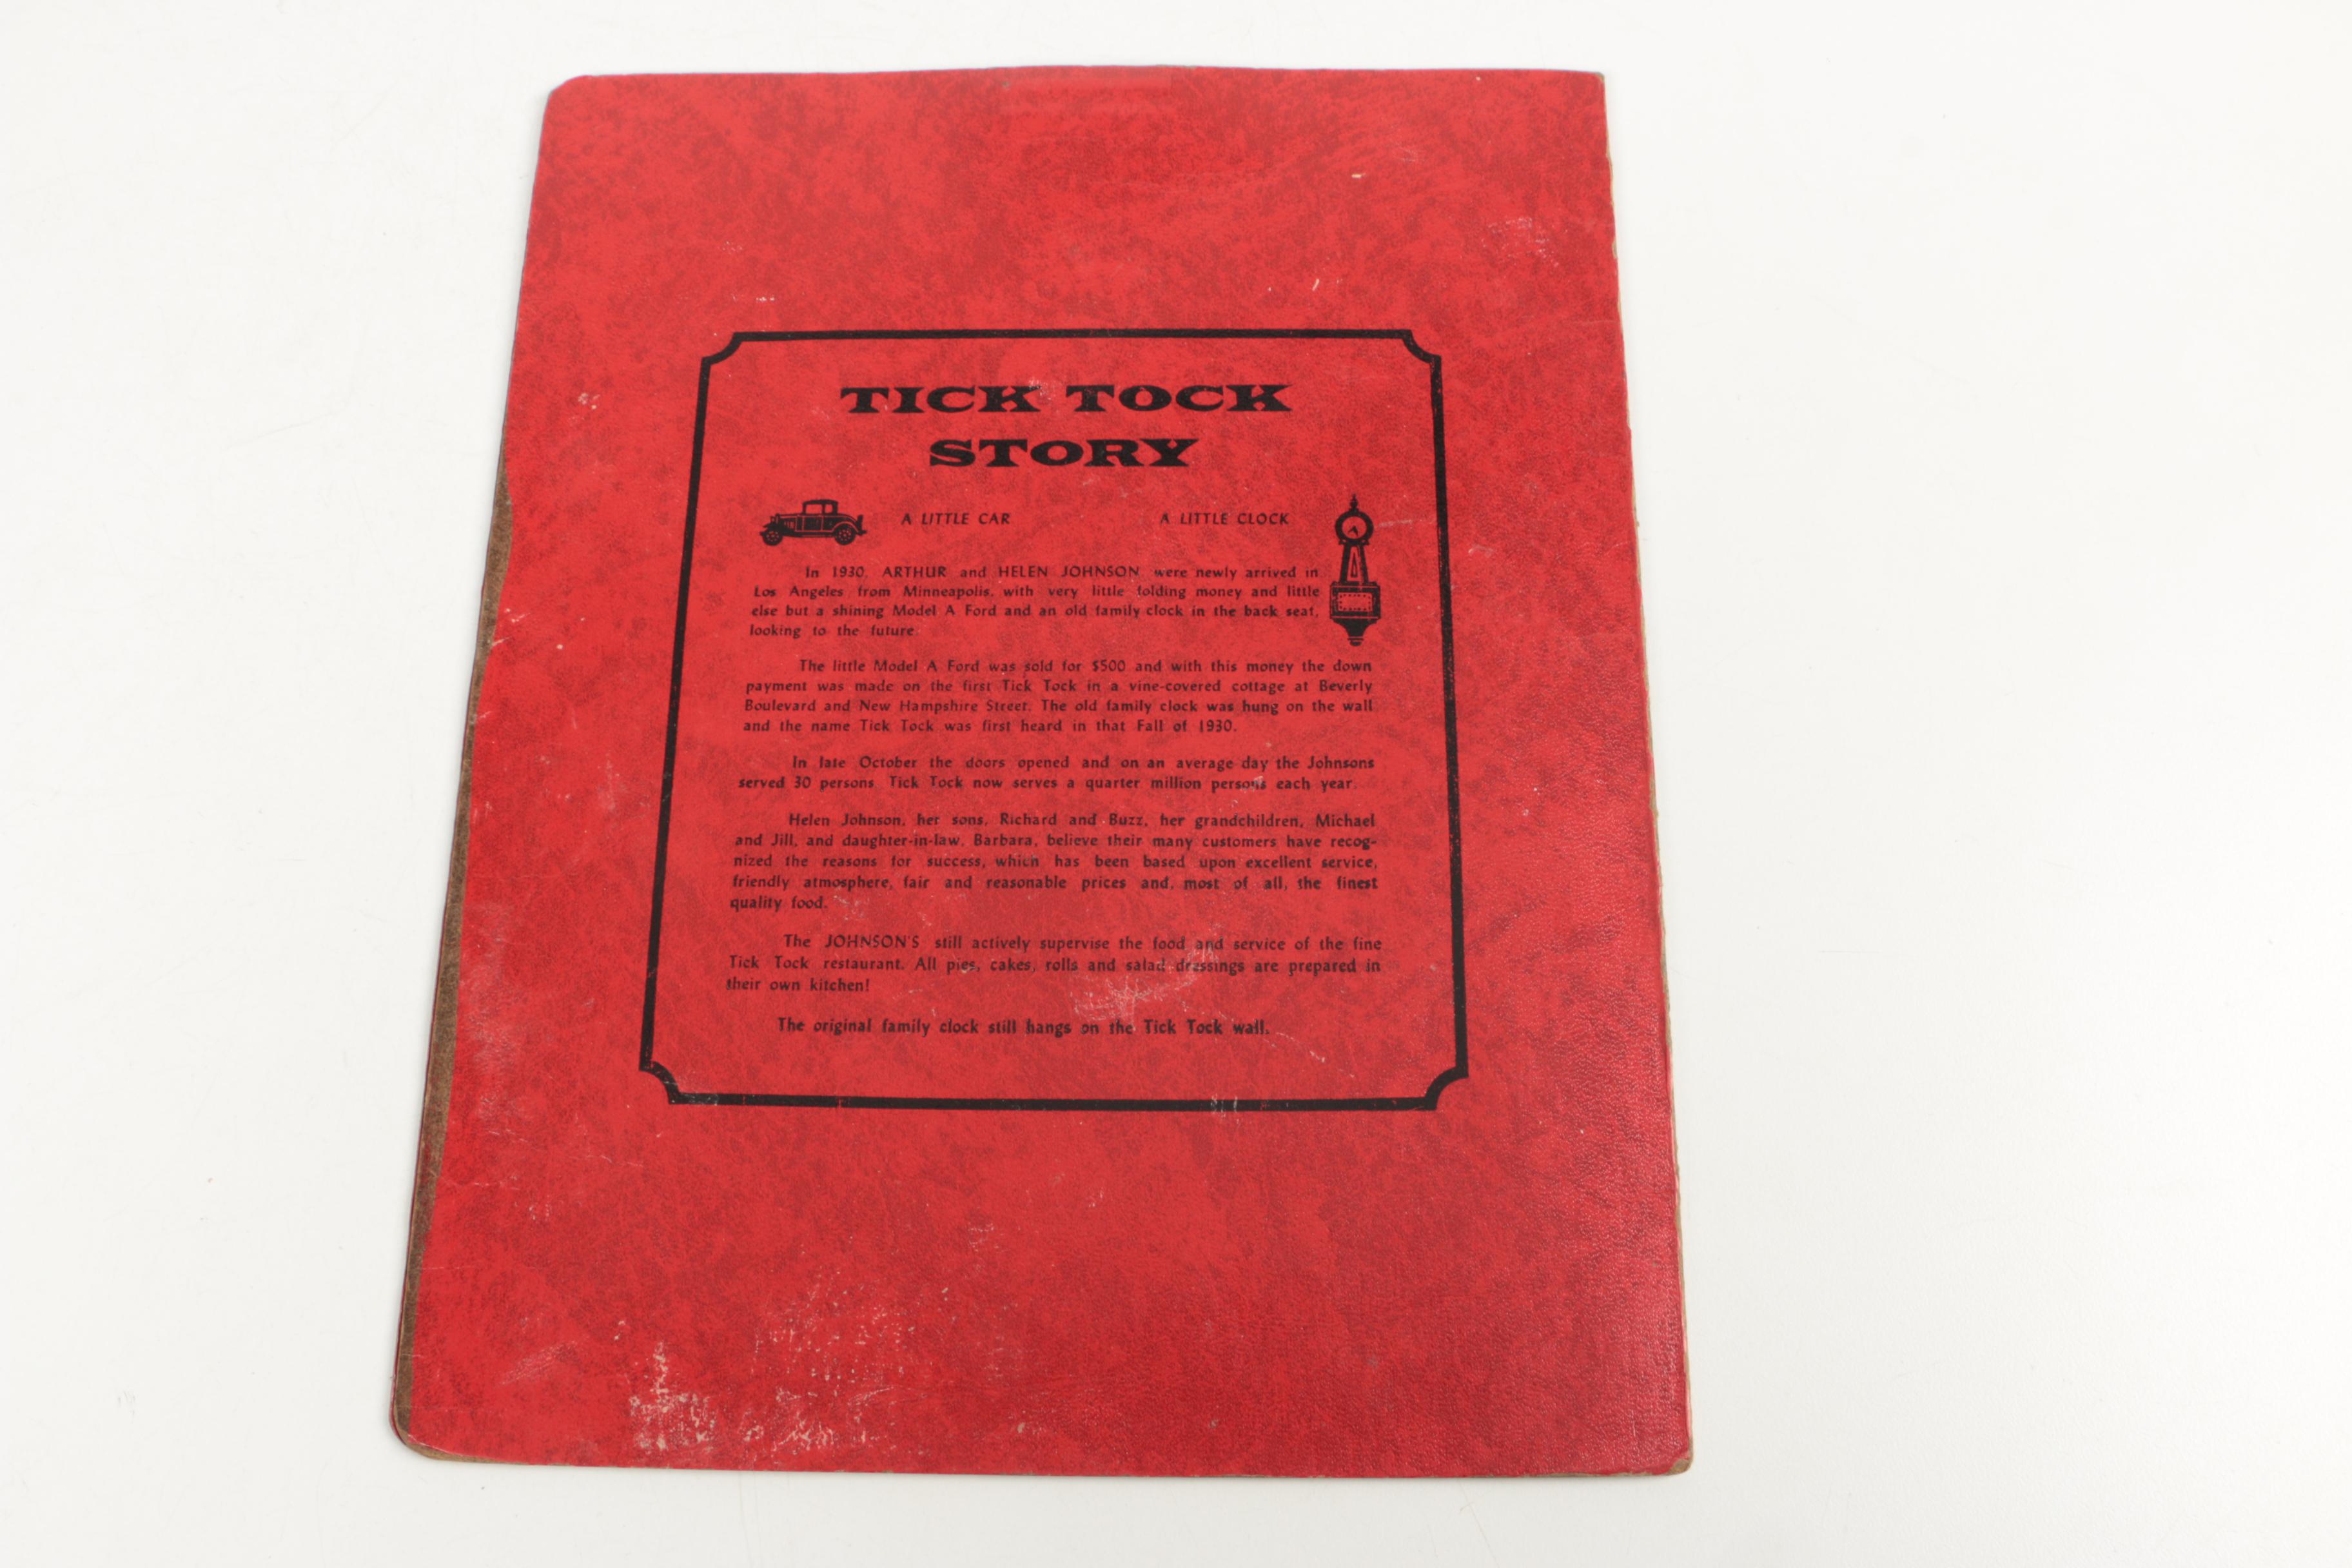 TICK TOCK
STORY
A LITTLE CAR A LITTLE CLOCK
In 1930, ARTHUR and HELEN JOHNSON were newly arrived in
Los Angeles from Minneapolis, with very little folding money and little
else but a shining Model A Ford and an old family clock in the back seat,
looking to the future.
The little Model A Ford was sold for $500 and with this money the down
payment was made on the first Tick Tock in a vine-covered cottage at Beverly
Boulevard and New Hampshire Street. The old family clock was hung on the wall
and the name Tick Tock was first heard in that Fall of 1930.
In late October the doors opened and on an average day the Johnsons
served 30 persons. Tick Tock now serves a quarter million persons each year.
Helen Johnson, her sons, Richard and Buzz, her grandchildren, Michael
and Jill, and daughter-in-law, Barbara, believe their many customers have recog-
nized the reasons for success, which has been based upon excellent service,
friendly atmosphere, fair and reasonable prices and, most of all, the finest
quality food.
The JOHNSON'S still actively supervise the food and service of the fine
Tick Tock restaurant. All pies, cakes, rolls and salad dressings are prepared in
their own kitchen!
The original family clock still hangs on the Tick Tock wall.